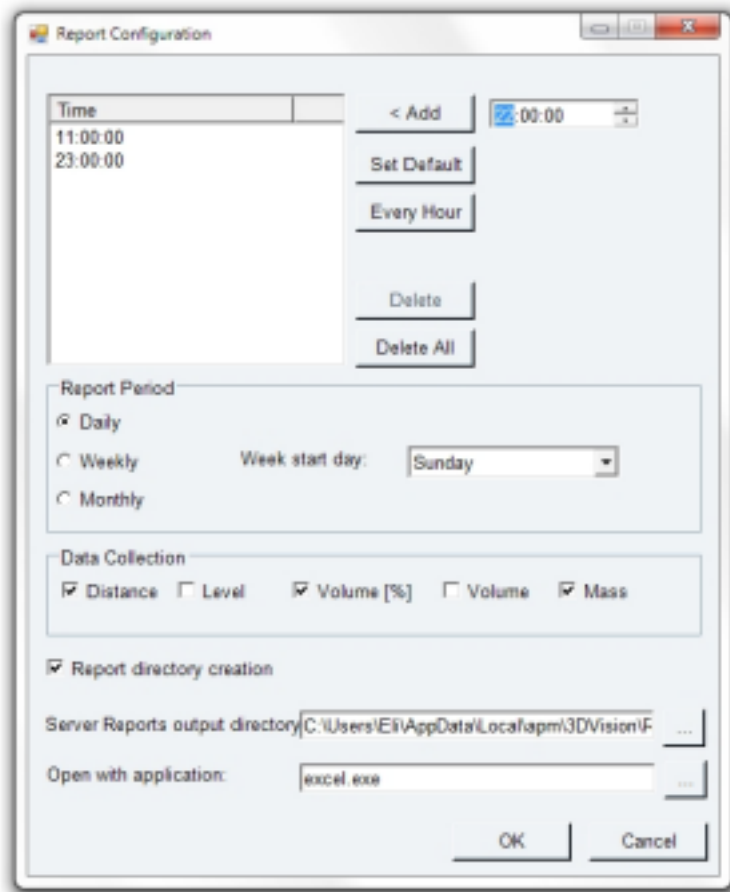 Report Configuration
Time
< Add
22:00:00
11:00:00
23:00:00
Set Default
Every Hour
Delete
Delete All
Report Period
Daily
Weekly
Week start day:
Sunday
Monthly
Data Collection
Distance
Level
Volume [%]
Volume
Mass
Report directory creation
Server Reports output directory
C:\Users\Eli\AppData\Local\apm\3DVision\R
...
Open with application:
excel.exe
...
OK
Cancel